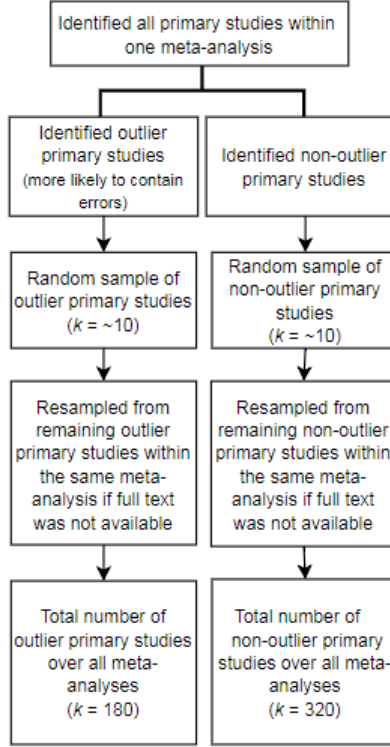 Identified all primary studies within
one meta-analysis
Identified outlier
primary studies
(more likely to contain
errors)
Identified non-outlier
primary studies
Random sample of
outlier primary studies
(k = ~10)
Random sample of
non-outlier primary
studies
(k = ~10)
Resampled from
remaining outlier
primary studies within
the same meta-
analysis if full text
was not available
Resampled from
remaining non-outlier
primary studies within
the same meta-
analysis if full text
was not available
Total number of
outlier primary studies
over all meta-
analyses
(k = 180)
Total number of
non-outlier primary
studies over all meta-
analyses
(k = 320)